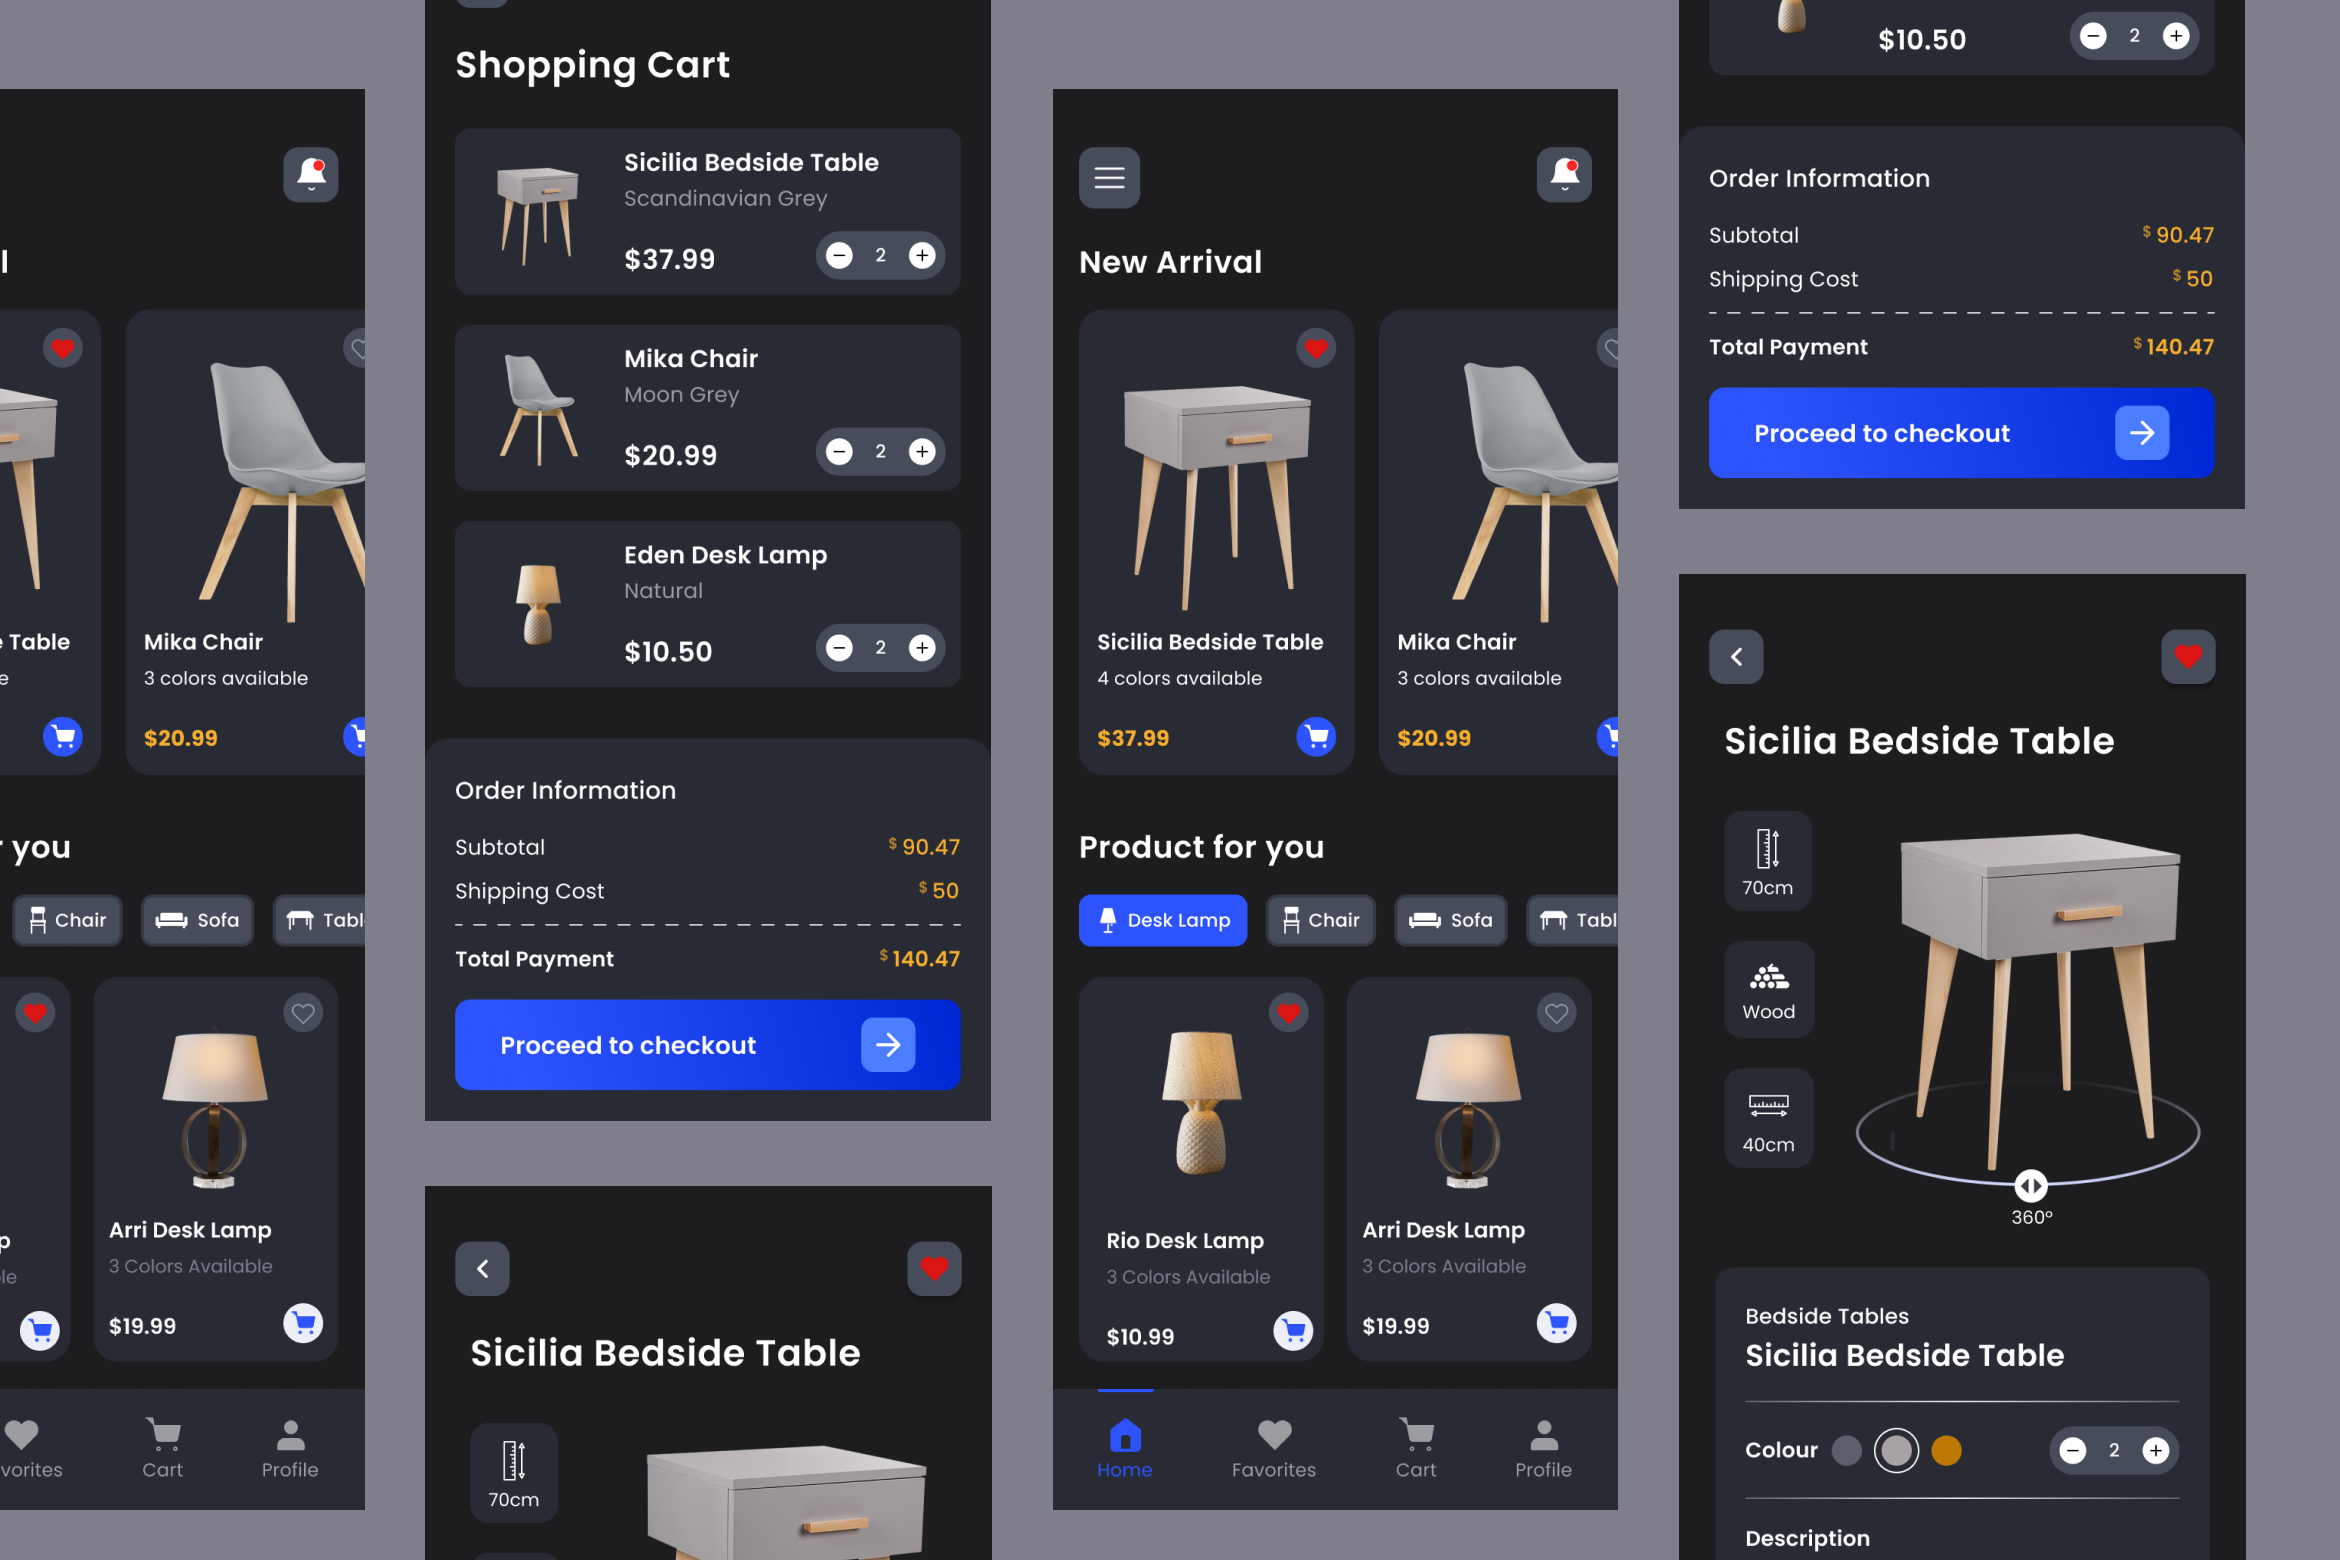 l
Table
Mika Chair
3 colors available
$20.99
you
Chair
Sofa
Tabl
Arri Desk Lamp
3 Colors Available
$19.99
vorites
Cart
Profile
Shopping Cart
Sicilia Bedside Table
Scandinavian Grey
$37.99
2
Mika Chair
Moon Grey
$20.99
2
Eden Desk Lamp
Natural
$10.50
2
Order Information
Subtotal $ 90.47
Shipping Cost $ 50
Total Payment $ 140.47
Proceed to checkout
Sicilia Bedside Table
70cm
New Arrival
Sicilia Bedside Table
4 colors available
$37.99
Mika Chair
3 colors available
$20.99
Product for you
Desk Lamp
Chair
Sofa
Tabl
Rio Desk Lamp
3 Colors Available
$10.99
Arri Desk Lamp
3 Colors Available
$19.99
Home
Favorites
Cart
Profile
$10.50
2
Order Information
Subtotal $ 90.47
Shipping Cost $ 50
Total Payment $ 140.47
Proceed to checkout
Sicilia Bedside Table
70cm
Wood
40cm
360°
Bedside Tables
Sicilia Bedside Table
Colour
2
Description